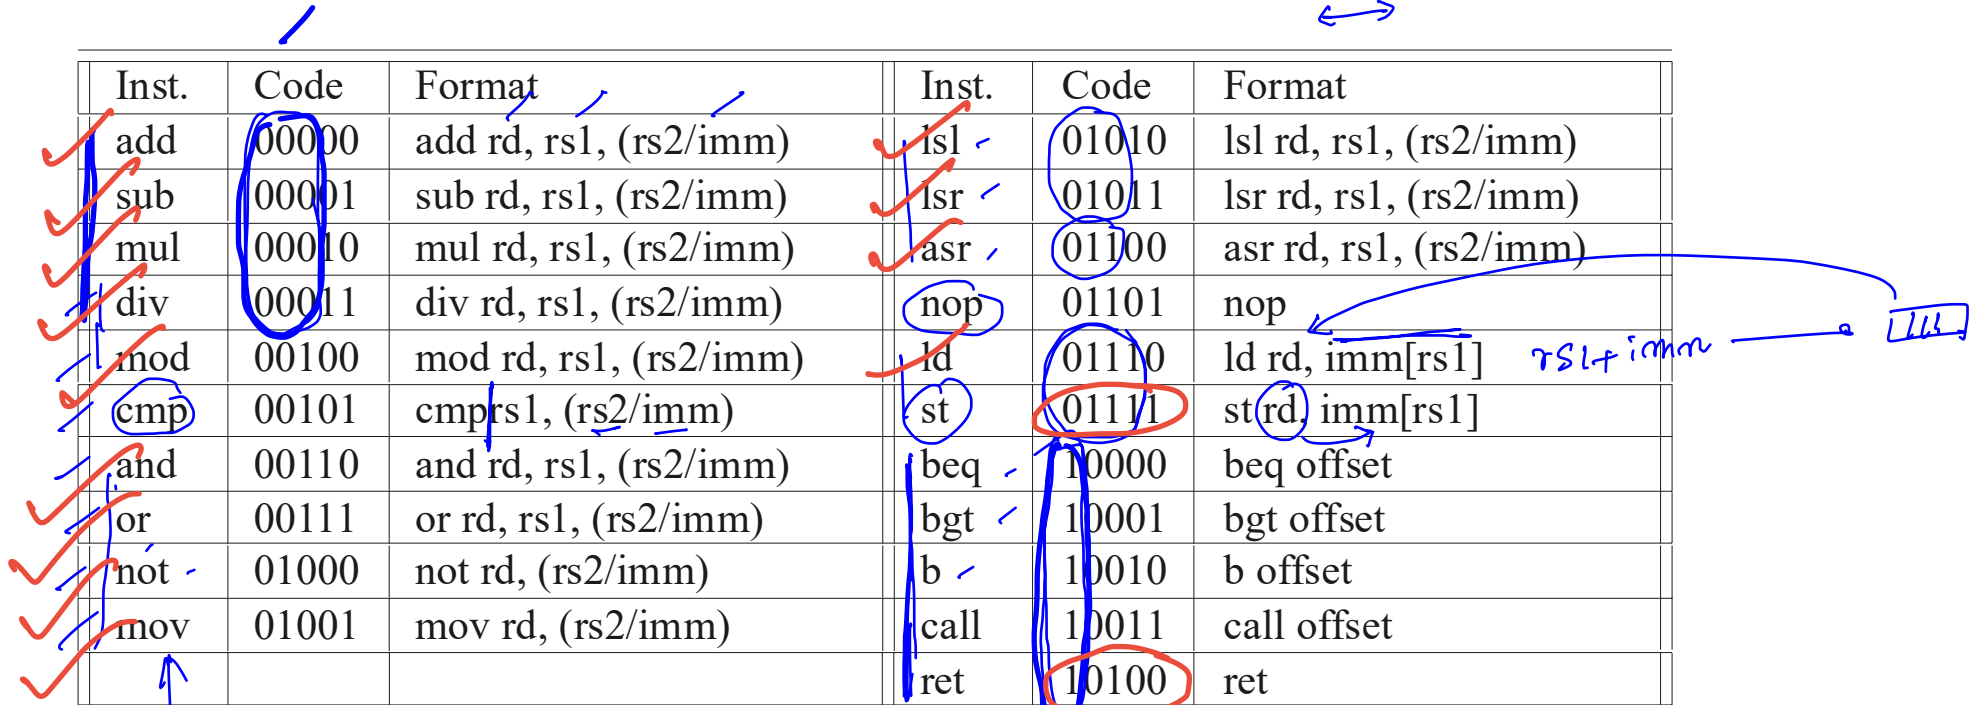 Inst. Code Format Inst. Code Format
add 00000 add rd, rs1, (rs2/imm) lsl 01010 lsl rd, rs1, (rs2/imm)
sub 00001 sub rd, rs1, (rs2/imm) lsr 01011 lsr rd, rs1, (rs2/imm)
mul 00010 mul rd, rs1, (rs2/imm) asr 01100 asr rd, rs1, (rs2/imm)
div 00011 div rd, rs1, (rs2/imm) nop 01101 nop
mod 00100 mod rd, rs1, (rs2/imm) ld 01110 ld rd, imm[rs1] rs1+imm
cmp 00101 cmprs1, (rs2/imm) st 01111 st rd, imm[rs1]
and 00110 and rd, rs1, (rs2/imm) beq 10000 beq offset
or 00111 or rd, rs1, (rs2/imm) bgt 10001 bgt offset
not 01000 not rd, (rs2/imm) b 10010 b offset
mov 01001 mov rd, (rs2/imm) call 10011 call offset
ret 10100 ret